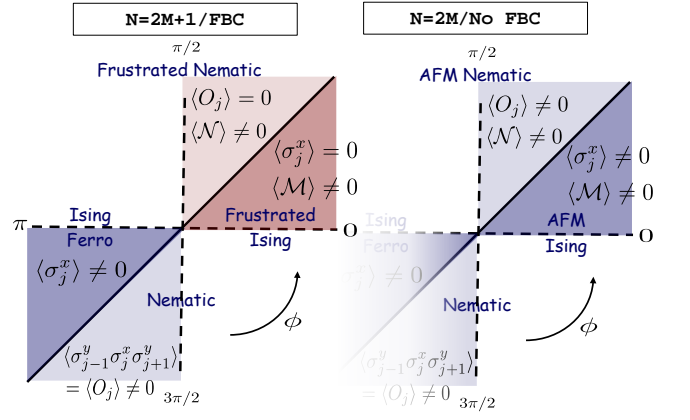 N=2M+1/FBC
π/2
Frustrated Nematic
⟨O_j⟩ = 0
⟨𝒩⟩ ≠ 0
⟨σ_j^x⟩ = 0
⟨ℳ⟩ ≠ 0
Frustrated
Ising
π
0
Ising
Ferro
⟨σ_j^x⟩ ≠ 0
Nematic
⟨σ_{j-1}^y σ_j^x σ_{j+1}^y⟩
= ⟨O_j⟩ ≠ 0
3π/2
ϕ
N=2M/No FBC
π/2
AFM Nematic
⟨O_j⟩ ≠ 0
⟨𝒩⟩ ≠ 0
⟨σ_j^x⟩ ≠ 0
⟨ℳ⟩ ≠ 0
AFM
Ising
0
Ising
Ferro
⟨σ_j^x⟩ ≠ 0
Nematic
⟨σ_{j-1}^y σ_j^x σ_{j+1}^y⟩
= ⟨O_j⟩ ≠ 0
3π/2
ϕ